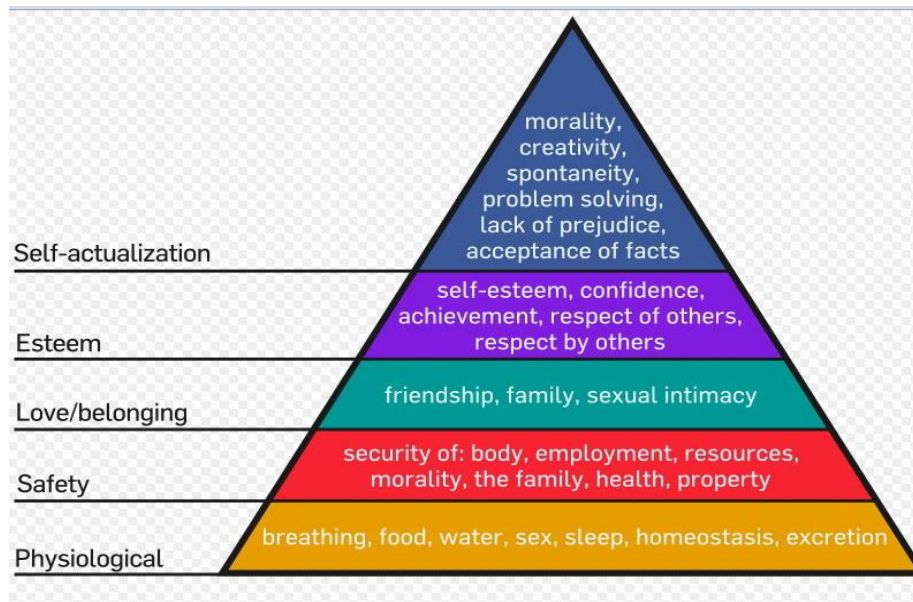 morality,
creativity,
spontaneity,
problem solving,
lack of prejudice,
acceptance of facts
Self-actualization
self-esteem, confidence,
achievement, respect of others,
respect by others
Esteem
friendship, family, sexual intimacy
Love/belonging
security of: body, employment, resources,
morality, the family, health, property
Safety
breathing, food, water, sex, sleep, homeostasis, excretion
Physiological